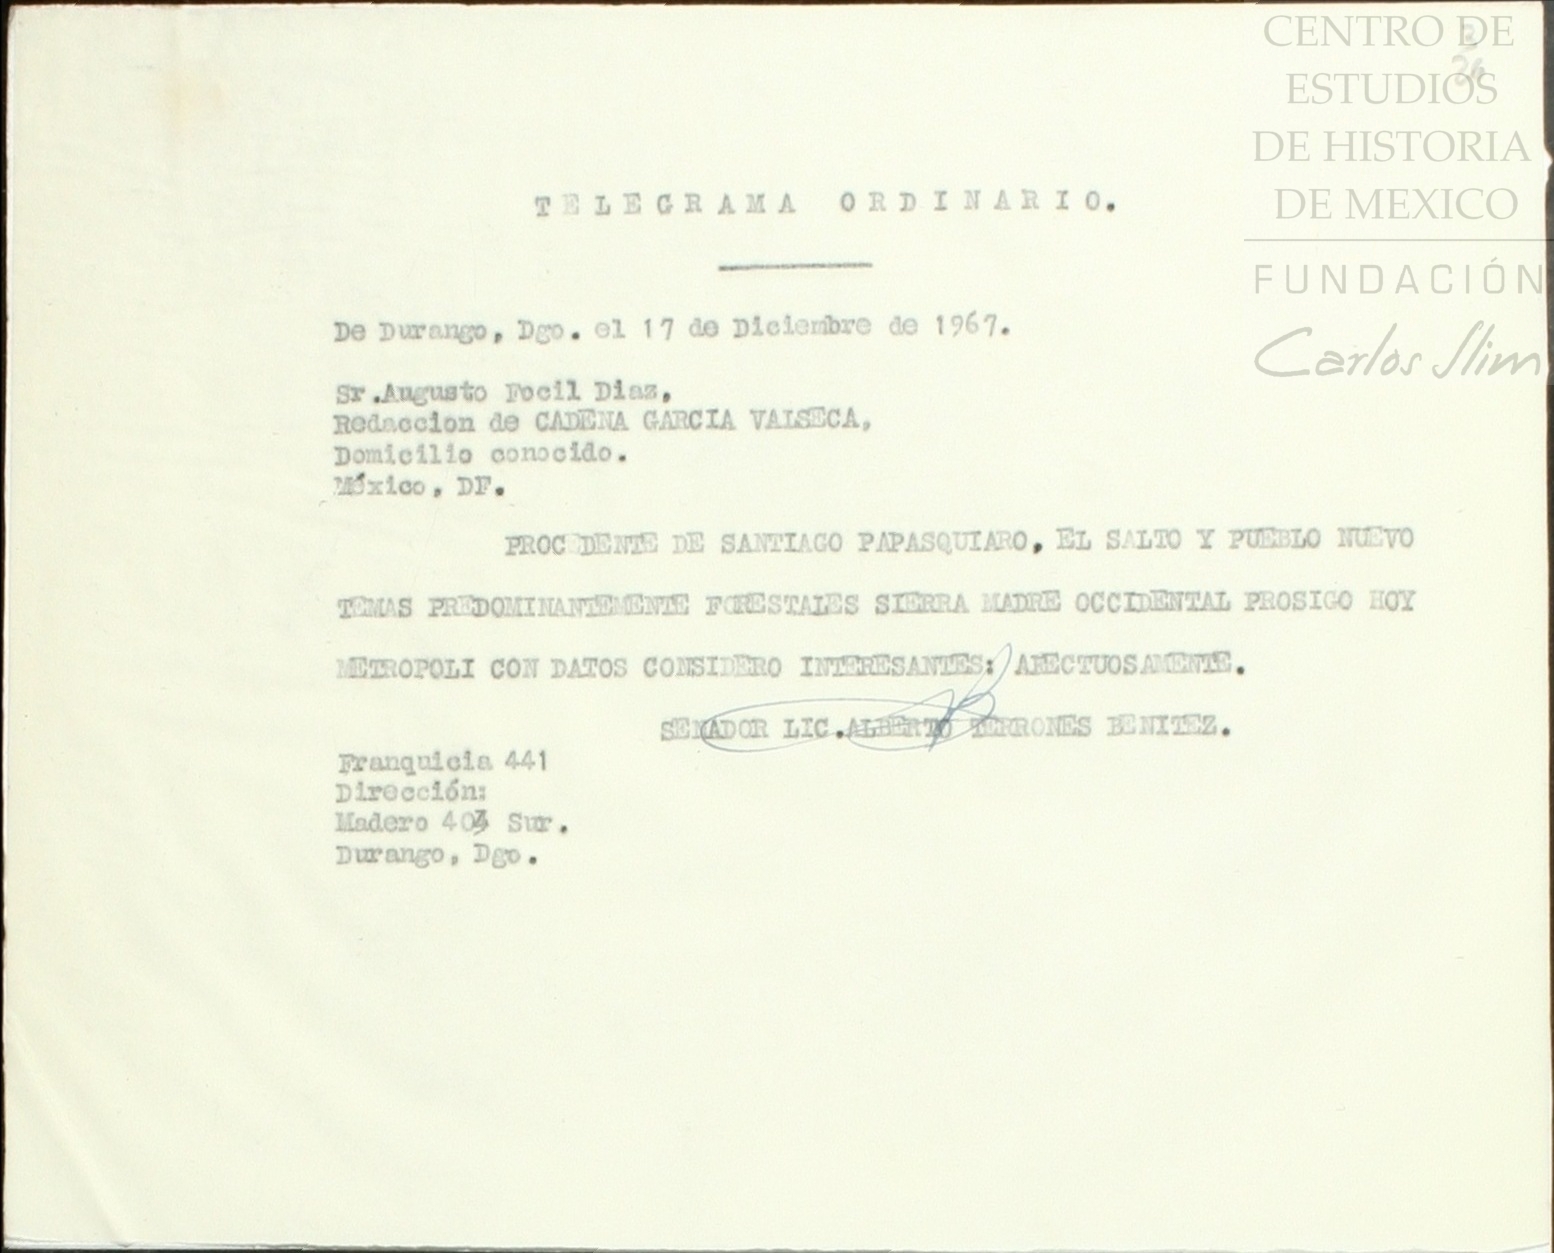 CENTRO DE
ESTUDIOS
DE HISTORIA
DE MEXICO
FUNDACIÓN
Carlos Slim
TELEGRAMA ORDINARIO.
De Durango, Dgo. el 17 de Diciembre de 1967.
Sr.Augusto Focil Diaz,
Redaccion de CADENA GARCIA VALSECA,
Domicilio conocido.
México, DF.
PROCEDENTE DE SANTIAGO PAPASQUIARO, EL SALTO Y PUEBLO NUEVO
TEMAS PREDOMINANTEMENTE FORESTALES SIERRA MADRE OCCIDENTAL PROSIGO HOY
METROPOLI CON DATOS CONSIDERO INTERESANTES: AFECTUOSAMENTE.
SENADOR LIC.ALBERTO TERRONES BENITEZ.
Franquicia 441
Dirección:
Madero 403 Sur.
Durango, Dgo.